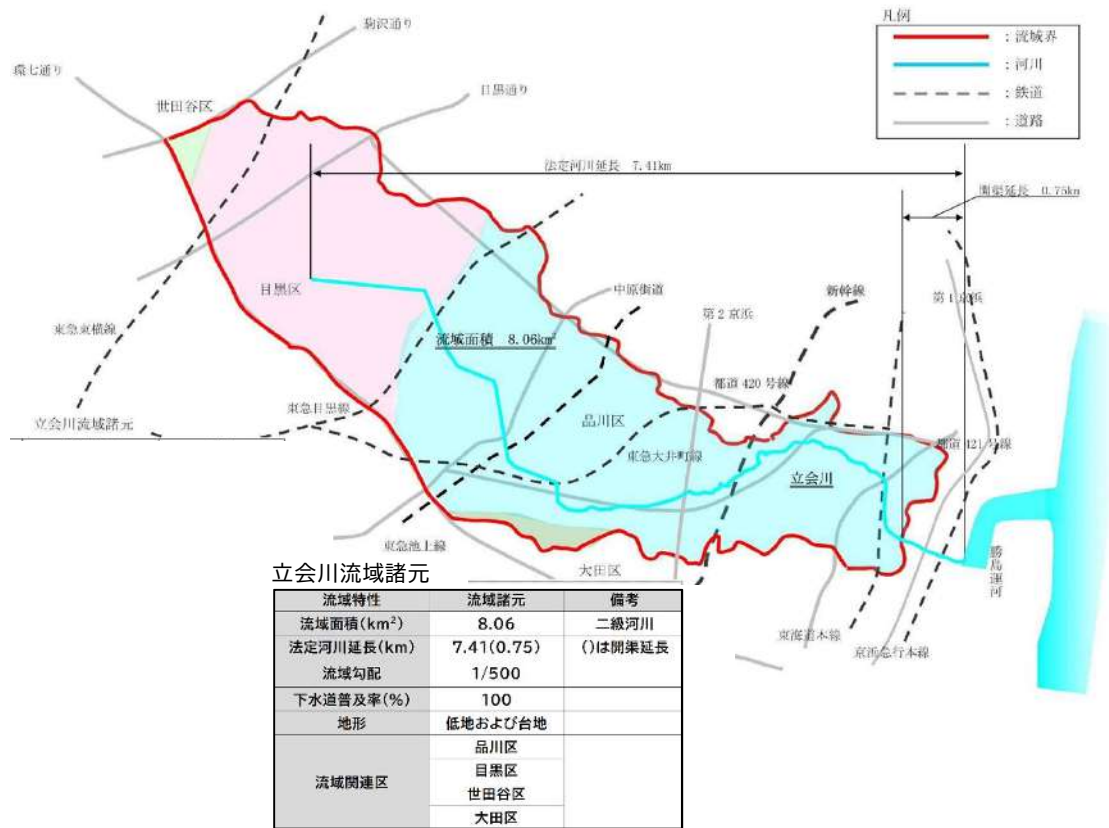 駒沢通り
凡例
：流域界
：河川
：鉄道
：道路
環七通り
世田谷区
目黒通り
法定河川延長 7.41km
開渠延長 0.75km
目黒区
中原街道
新幹線
第1京浜
第2京浜
東急東横線
流域面積 8.06km²
都道420号線
立会川流域諸元
東急目黒線
品川区
都道421号線
東急大井町線
立会川
東急池上線
大田区
勝島運河
東海道本線
京浜急行本線
立会川流域諸元
流域特性 流域諸元 備考
流域面積(km²) 8.06 二級河川
法定河川延長(km) 7.41(0.75) ()は開渠延長
流域勾配 1/500
下水道普及率(%) 100
地形 低地および台地
流域関連区 品川区
目黒区
世田谷区
大田区